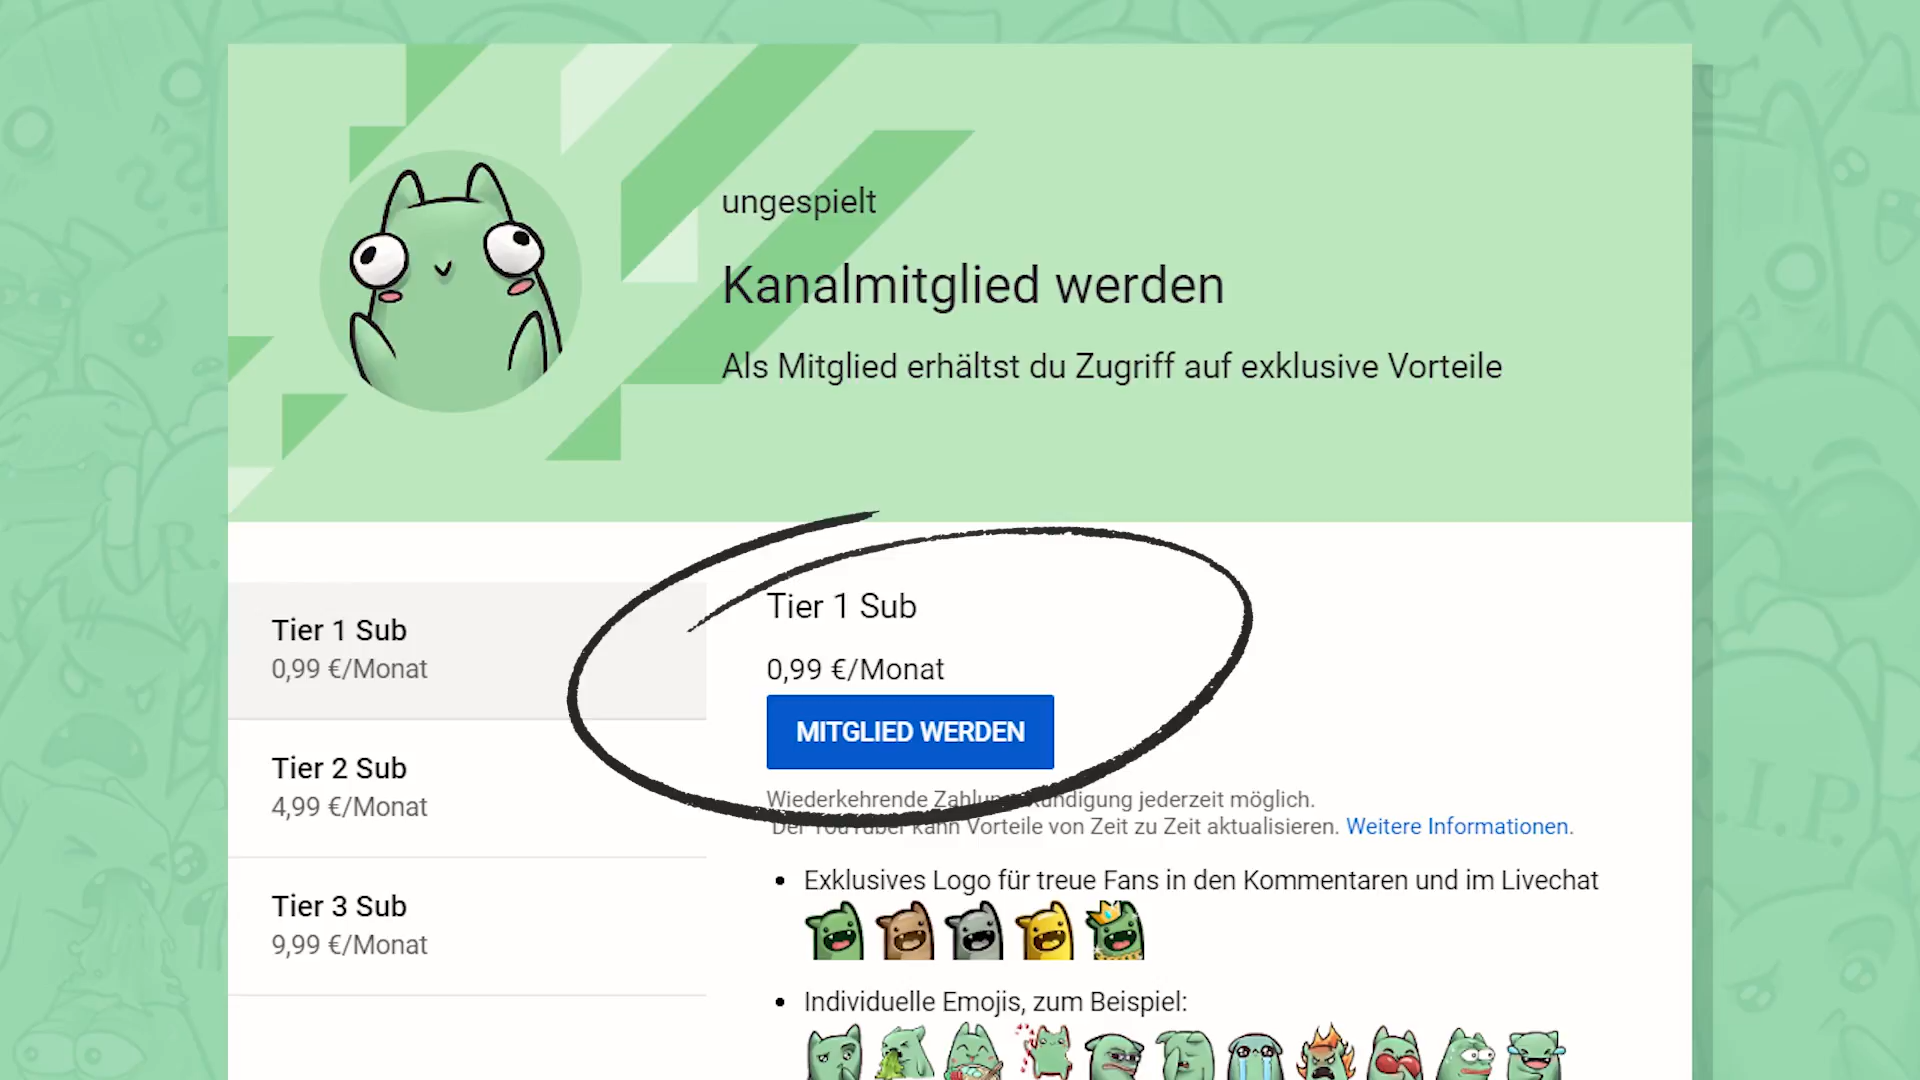 ungespielt
Kanalmitglied werden
Als Mitglied erhältst du Zugriff auf exklusive Vorteile
Tier 1 Sub
0,99 €/Monat
Tier 2 Sub
4,99 €/Monat
Tier 3 Sub
9,99 €/Monat
Tier 1 Sub
0,99 €/Monat
MITGLIED WERDEN
Wiederkehrende Zahlung. Kündigung jederzeit möglich.
Der YouTuber kann Vorteile von Zeit zu Zeit aktualisieren. Weitere Informationen.
• Exklusives Logo für treue Fans in den Kommentaren und im Livechat
• Individuelle Emojis, zum Beispiel:
R.
R.I.P.